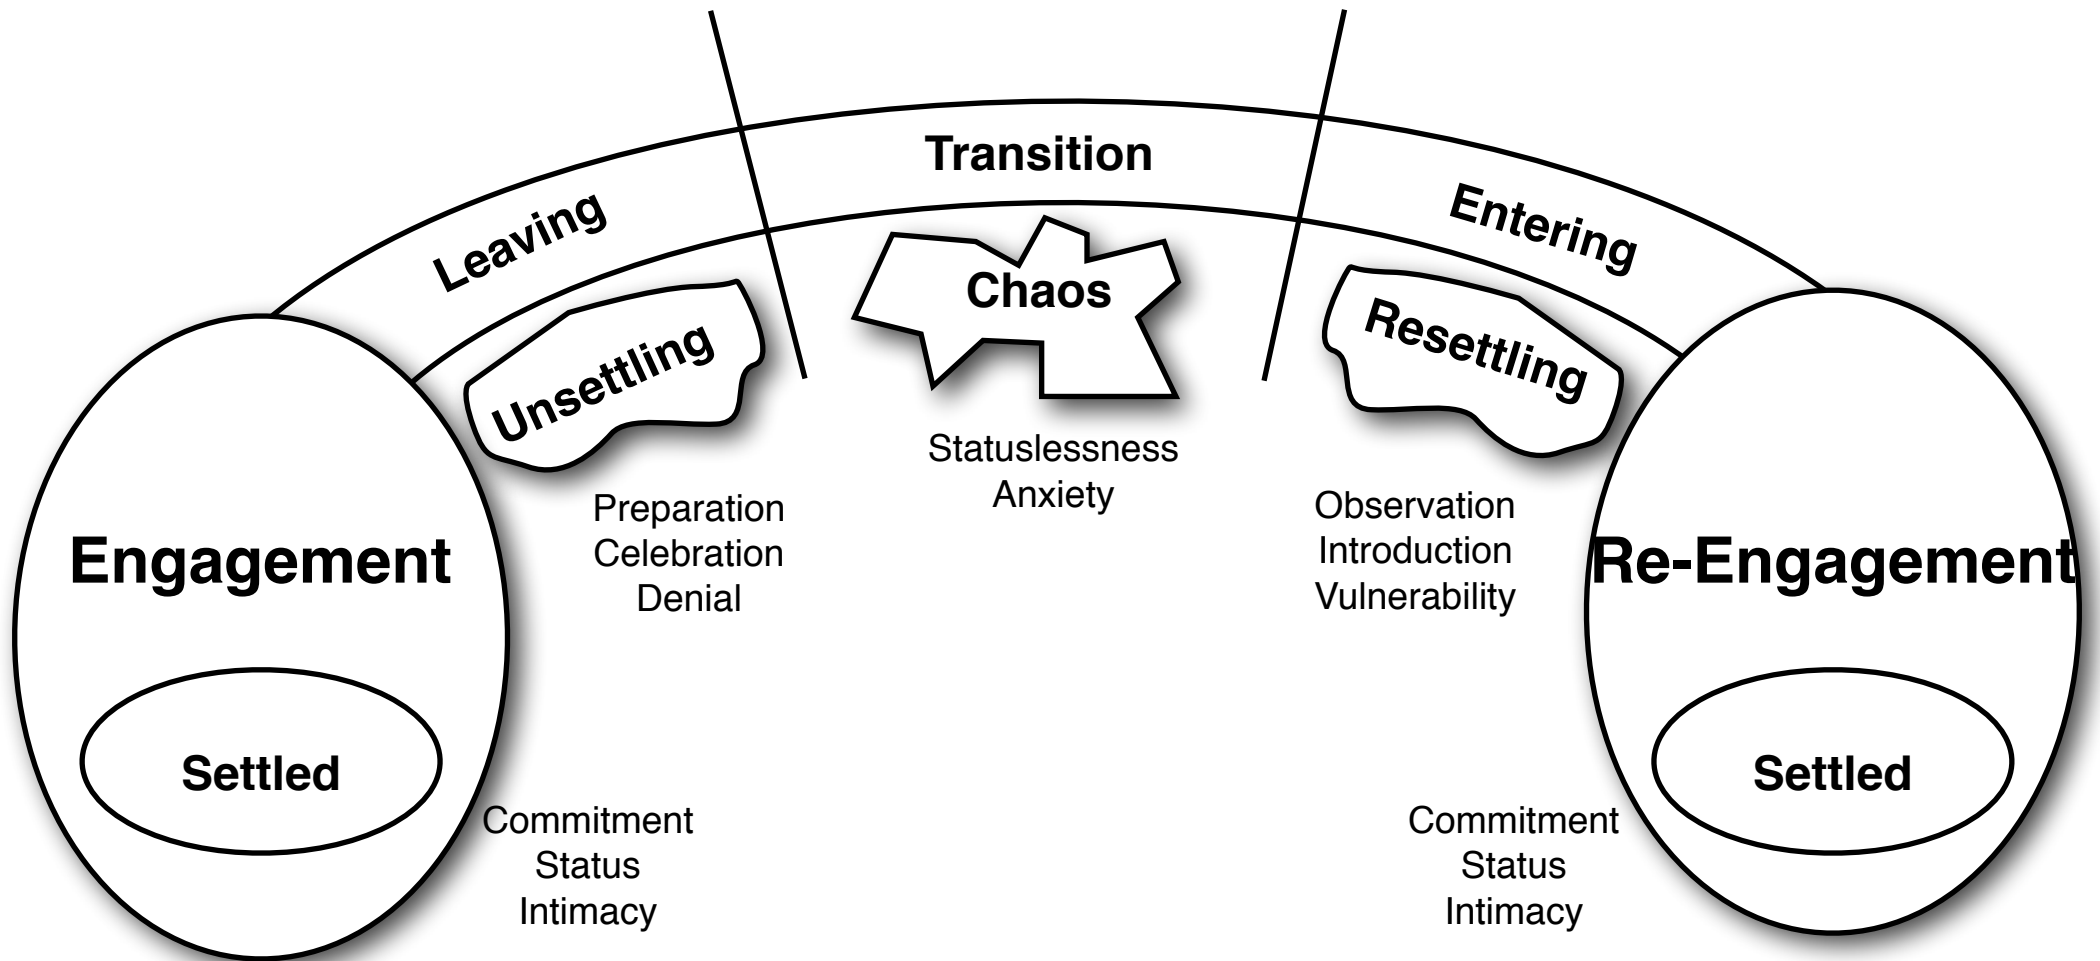 Transition
Leaving
Entering
Chaos
Unsettling
Resettling
Statuslessness
Anxiety
Preparation
Celebration
Denial
Observation
Introduction
Vulnerability
Engagement
Re-Engagement
Settled
Settled
Commitment
Status
Intimacy
Commitment
Status
Intimacy